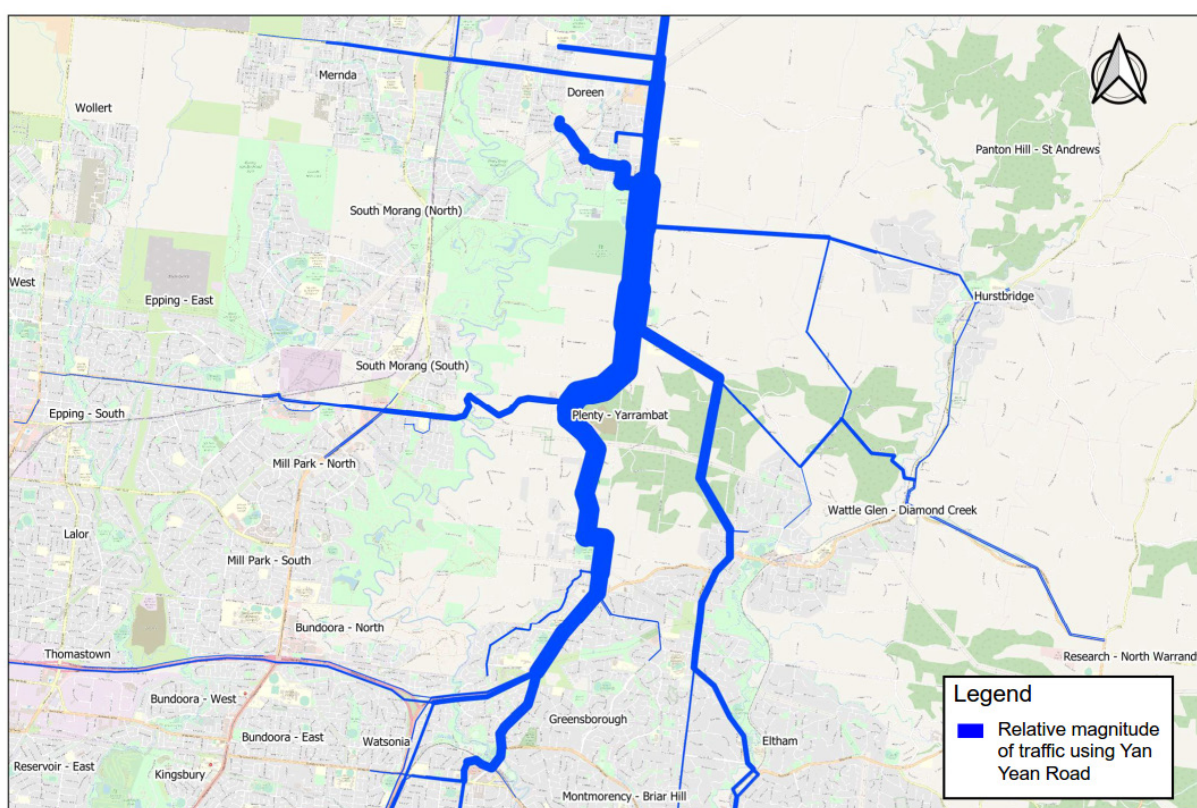 Mernda
Doreen
Wollert
Panton Hill - St Andrews
South Morang (North)
West
Epping - East
Hurstbridge
South Morang (South)
Epping - South
Plenty - Yarrambat
Mill Park - North
Wattle Glen - Diamond Creek
Lalor
Mill Park - South
Bundoora - North
Thomastown
Research - North Warrand
Bundoora - West
Greensborough
Bundoora - East
Watsonia
Eltham
Reservoir - East
Kingsbury
Montmorency - Briar Hill
Legend
Relative magnitude
of traffic using Yan
Yean Road